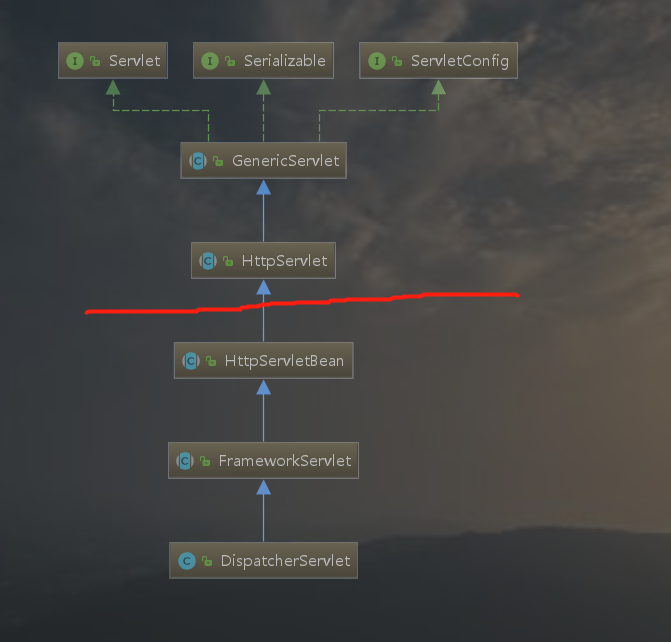 Servlet
Serializable
ServletConfig
GenericServlet
HttpServlet
HttpServletBean
FrameworkServlet
DispatcherServlet